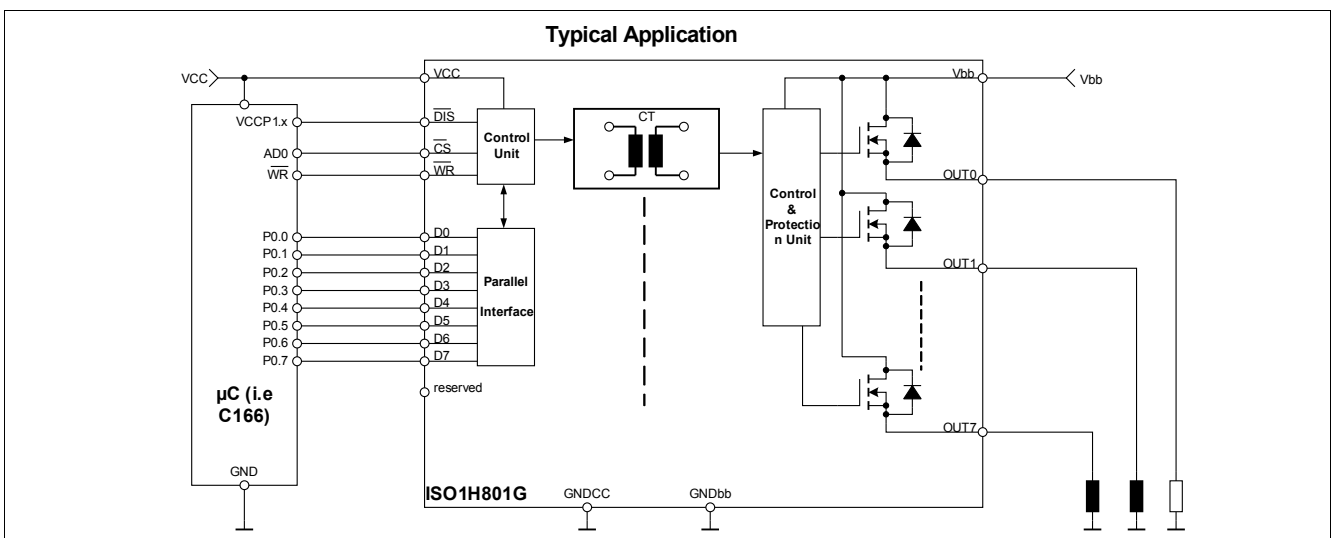 Typical Application
VCC
VCC
Vbb
Vbb
VCCP1.x
DIS
CT
Control
Unit
AD0
CS
WR
WR
OUT0
Control
&
Protectio
n Unit
P0.0
D0
P0.1
D1
P0.2
D2
P0.3
D3
P0.4
D4
P0.5
D5
P0.6
D6
P0.7
D7
Parallel
Interface
OUT1
reserved
µC (i.e
C166)
OUT7
GND
ISO1H801G
GNDCC
GNDbb